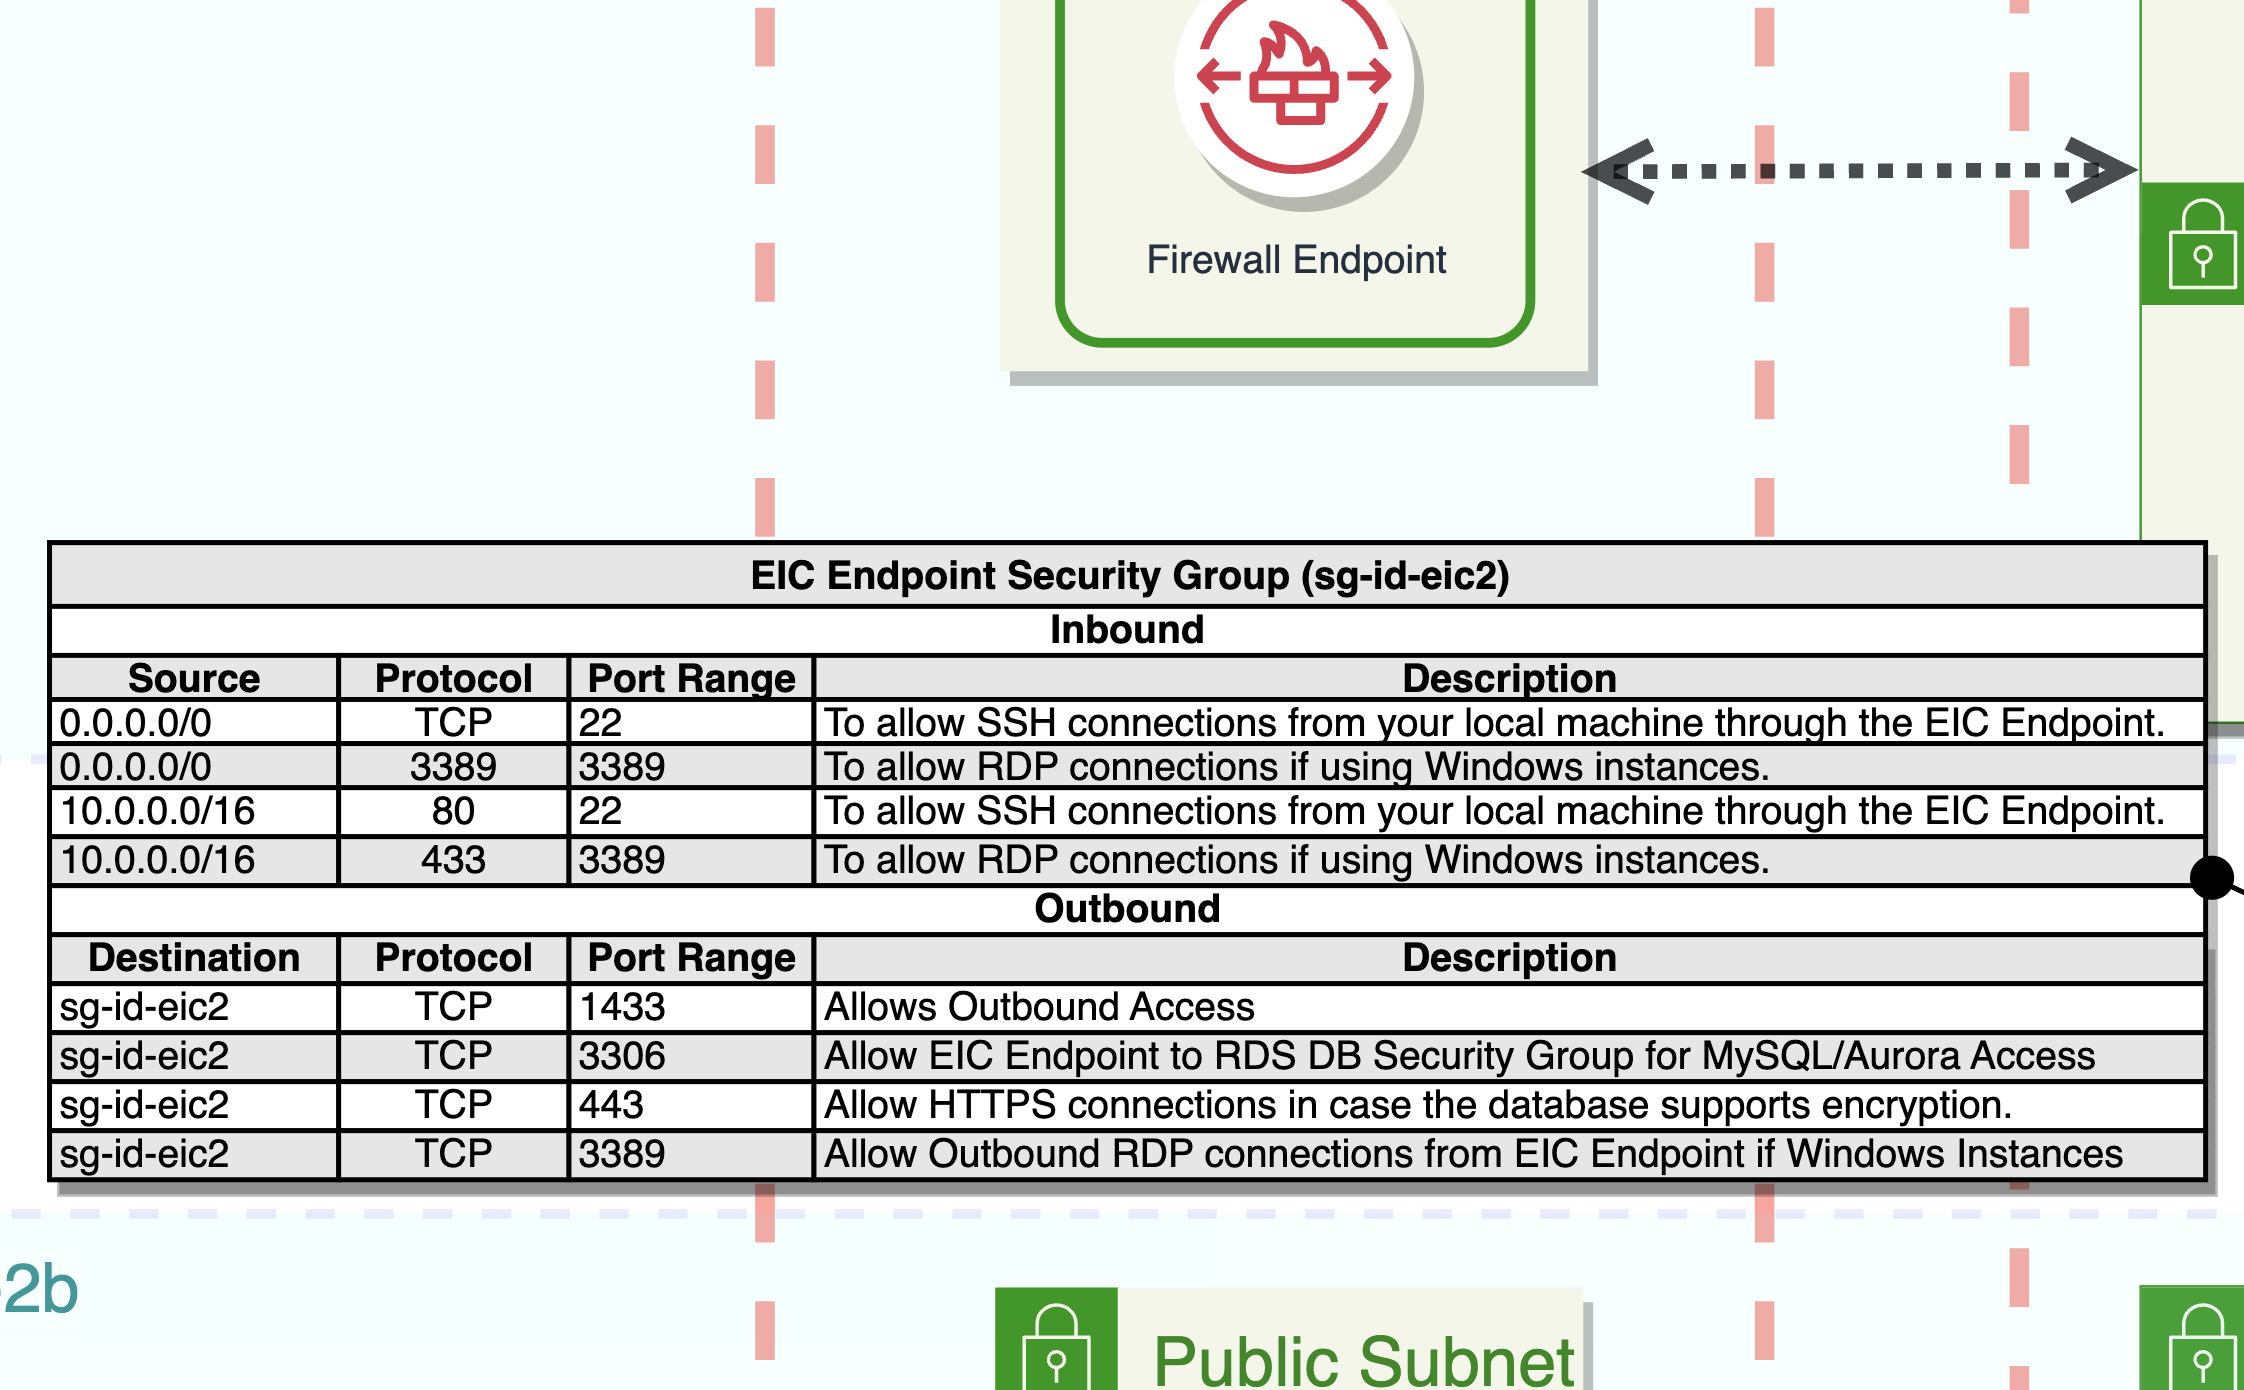 Firewall Endpoint
EIC Endpoint Security Group (sg-id-eic2)
Inbound
Source Protocol Port Range Description
0.0.0.0/0 TCP 22 To allow SSH connections from your local machine through the EIC Endpoint.
0.0.0.0/0 3389 3389 To allow RDP connections if using Windows instances.
10.0.0.0/16 80 22 To allow SSH connections from your local machine through the EIC Endpoint.
10.0.0.0/16 433 3389 To allow RDP connections if using Windows instances.
Outbound
Destination Protocol Port Range Description
sg-id-eic2 TCP 1433 Allows Outbound Access
sg-id-eic2 TCP 3306 Allow EIC Endpoint to RDS DB Security Group for MySQL/Aurora Access
sg-id-eic2 TCP 443 Allow HTTPS connections in case the database supports encryption.
sg-id-eic2 TCP 3389 Allow Outbound RDP connections from EIC Endpoint if Windows Instances
-2b
Public Subnet